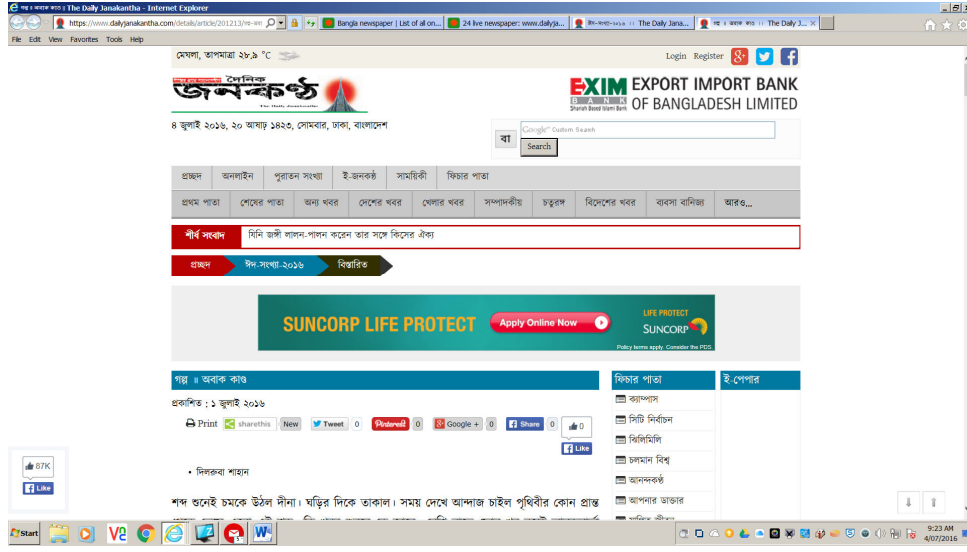 গল্প ॥ অবাক কাণ্ড ॥ The Daily Janakantha - Internet Explorer
https://www.dailyjanakantha.com/details/article/201213/গল্প-অবা
Bangla newspaper | List of all on...
24 live newspaper: www.dailyja...
ঈদ-সংখ্যা-২০১৬ ।। The Daily Jana...
গল্প ॥ অবাক কাণ্ড ।। The Daily J...
File Edit View Favorites Tools Help
মেঘলা, তাপমাত্রা ২৮.৯ °C
Login Register
দৈনিক
জনকণ্ঠ
The Daily Janakantha
EXIM
BANK
Shariah Based Islami Bank
EXPORT IMPORT BANK
OF BANGLADESH LIMITED
৪ জুলাই ২০১৬, ২০ আষাঢ় ১৪২৩, সোমবার, ঢাকা, বাংলাদেশ
বা
Google™ Custom Search
Search
প্রচ্ছদ অনলাইন পুরাতন সংখ্যা ই-জনকণ্ঠ সাময়িকী ফিচার পাতা
প্রথম পাতা শেষের পাতা অন্য খবর দেশের খবর খেলার খবর সম্পাদকীয় চতুরঙ্গ বিদেশের খবর ব্যবসা বানিজ্য আরও...
শীর্ষ সংবাদ যিনি জঙ্গী লালন-পালন করেন তার সঙ্গে কিসের ঐক্য
প্রচ্ছদ ঈদ-সংখ্যা-২০১৬ বিস্তারিত
SUNCORP LIFE PROTECT
Apply Online Now
LIFE PROTECT
SUNCORP
Policy terms apply. Consider the PDS.
গল্প ॥ অবাক কাণ্ড
প্রকাশিত : ১ জুলাই ২০১৬
Print sharethis New Tweet 0 Pinterest 0 Google + 0 Share 0 0
Like
• দিলরুবা শাহান
শব্দ শুনেই চমকে উঠল দীনা। ঘড়ির দিকে তাকাল। সময় দেখে আন্দাজ চাইল পৃথিবীর কোন প্রান্ত
ফিচার পাতা
ক্যাম্পাস
সিটি নির্বাচন
ঝিলিমিলি
চলমান বিশ্ব
আনন্দকণ্ঠ
আপনার ডাক্তার
ই-পেপার
87K
Like
Start
9:23 AM
4/07/2016